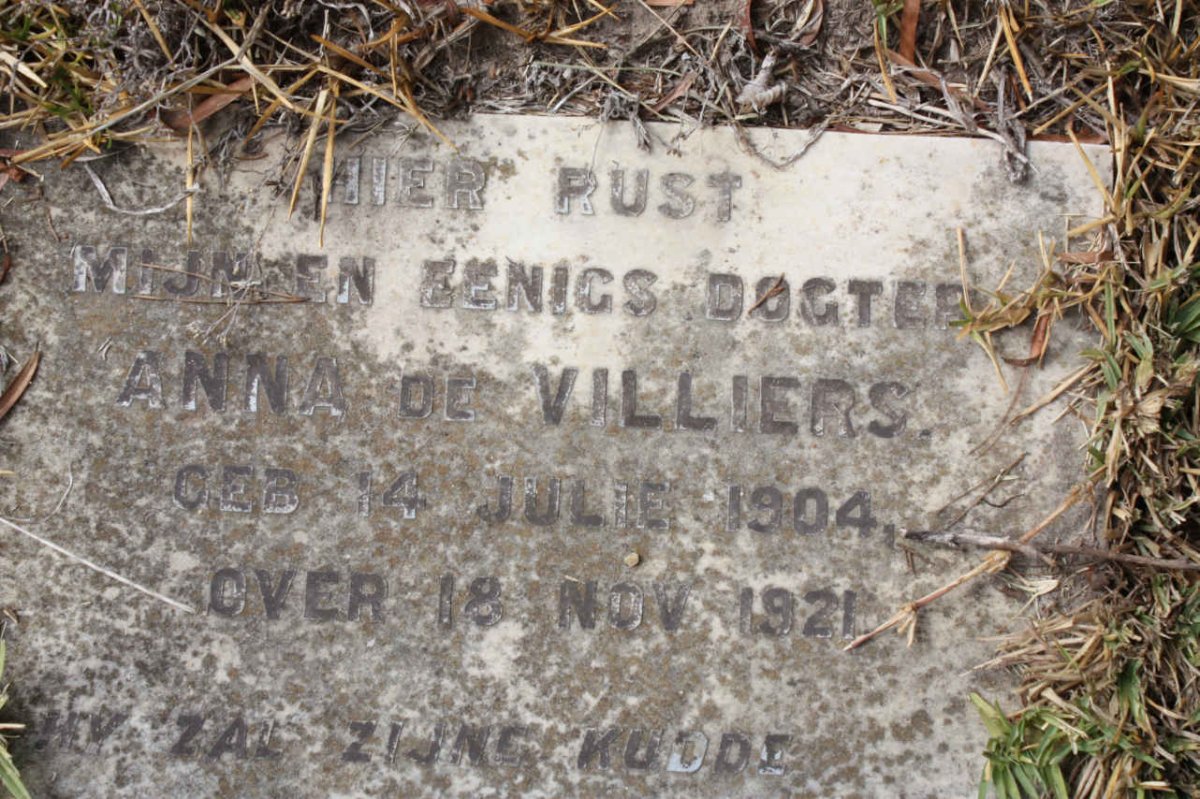 HIER RUST
MIJN EEN EENIGS DOGTER
ANNA DE VILLIERS.
GEB 14 JULIE 1904,
OVER 18 NOV 1921
HY ZAL ZIJNE KUDDE